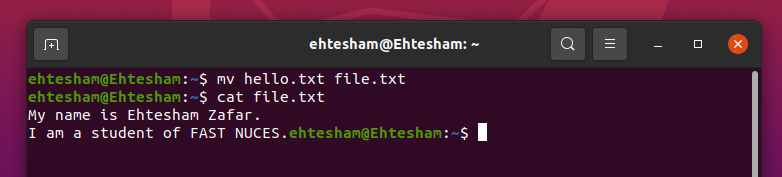 ehtesham@Ehtesham: ~
ehtesham@Ehtesham:~$ mv hello.txt file.txt
ehtesham@Ehtesham:~$ cat file.txt
My name is Ehtesham Zafar.
I am a student of FAST NUCES.ehtesham@Ehtesham:~$